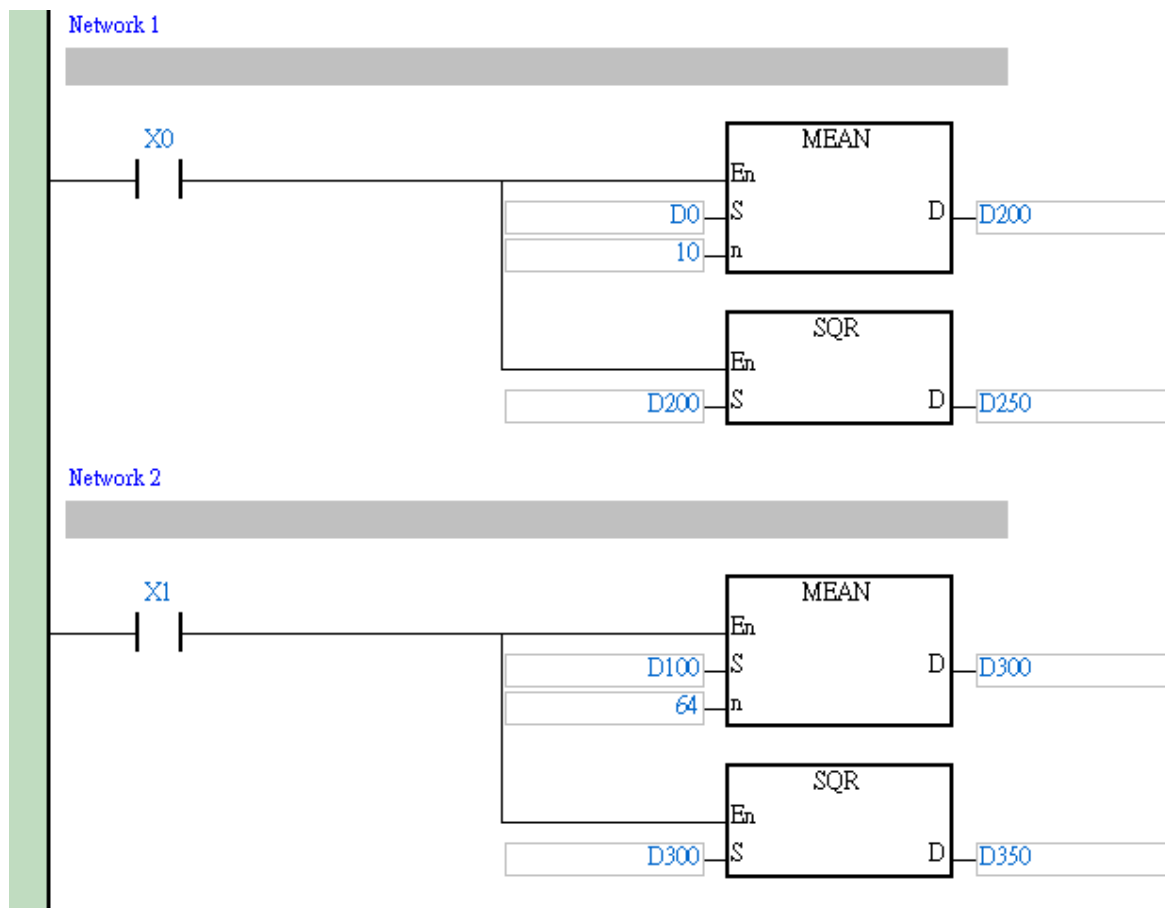 Network 1
X0
MEAN
En
D0 S D D200
10 n
SQR
En
D200 S D D250
Network 2
X1
MEAN
En
D100 S D D300
64 n
SQR
En
D300 S D D350